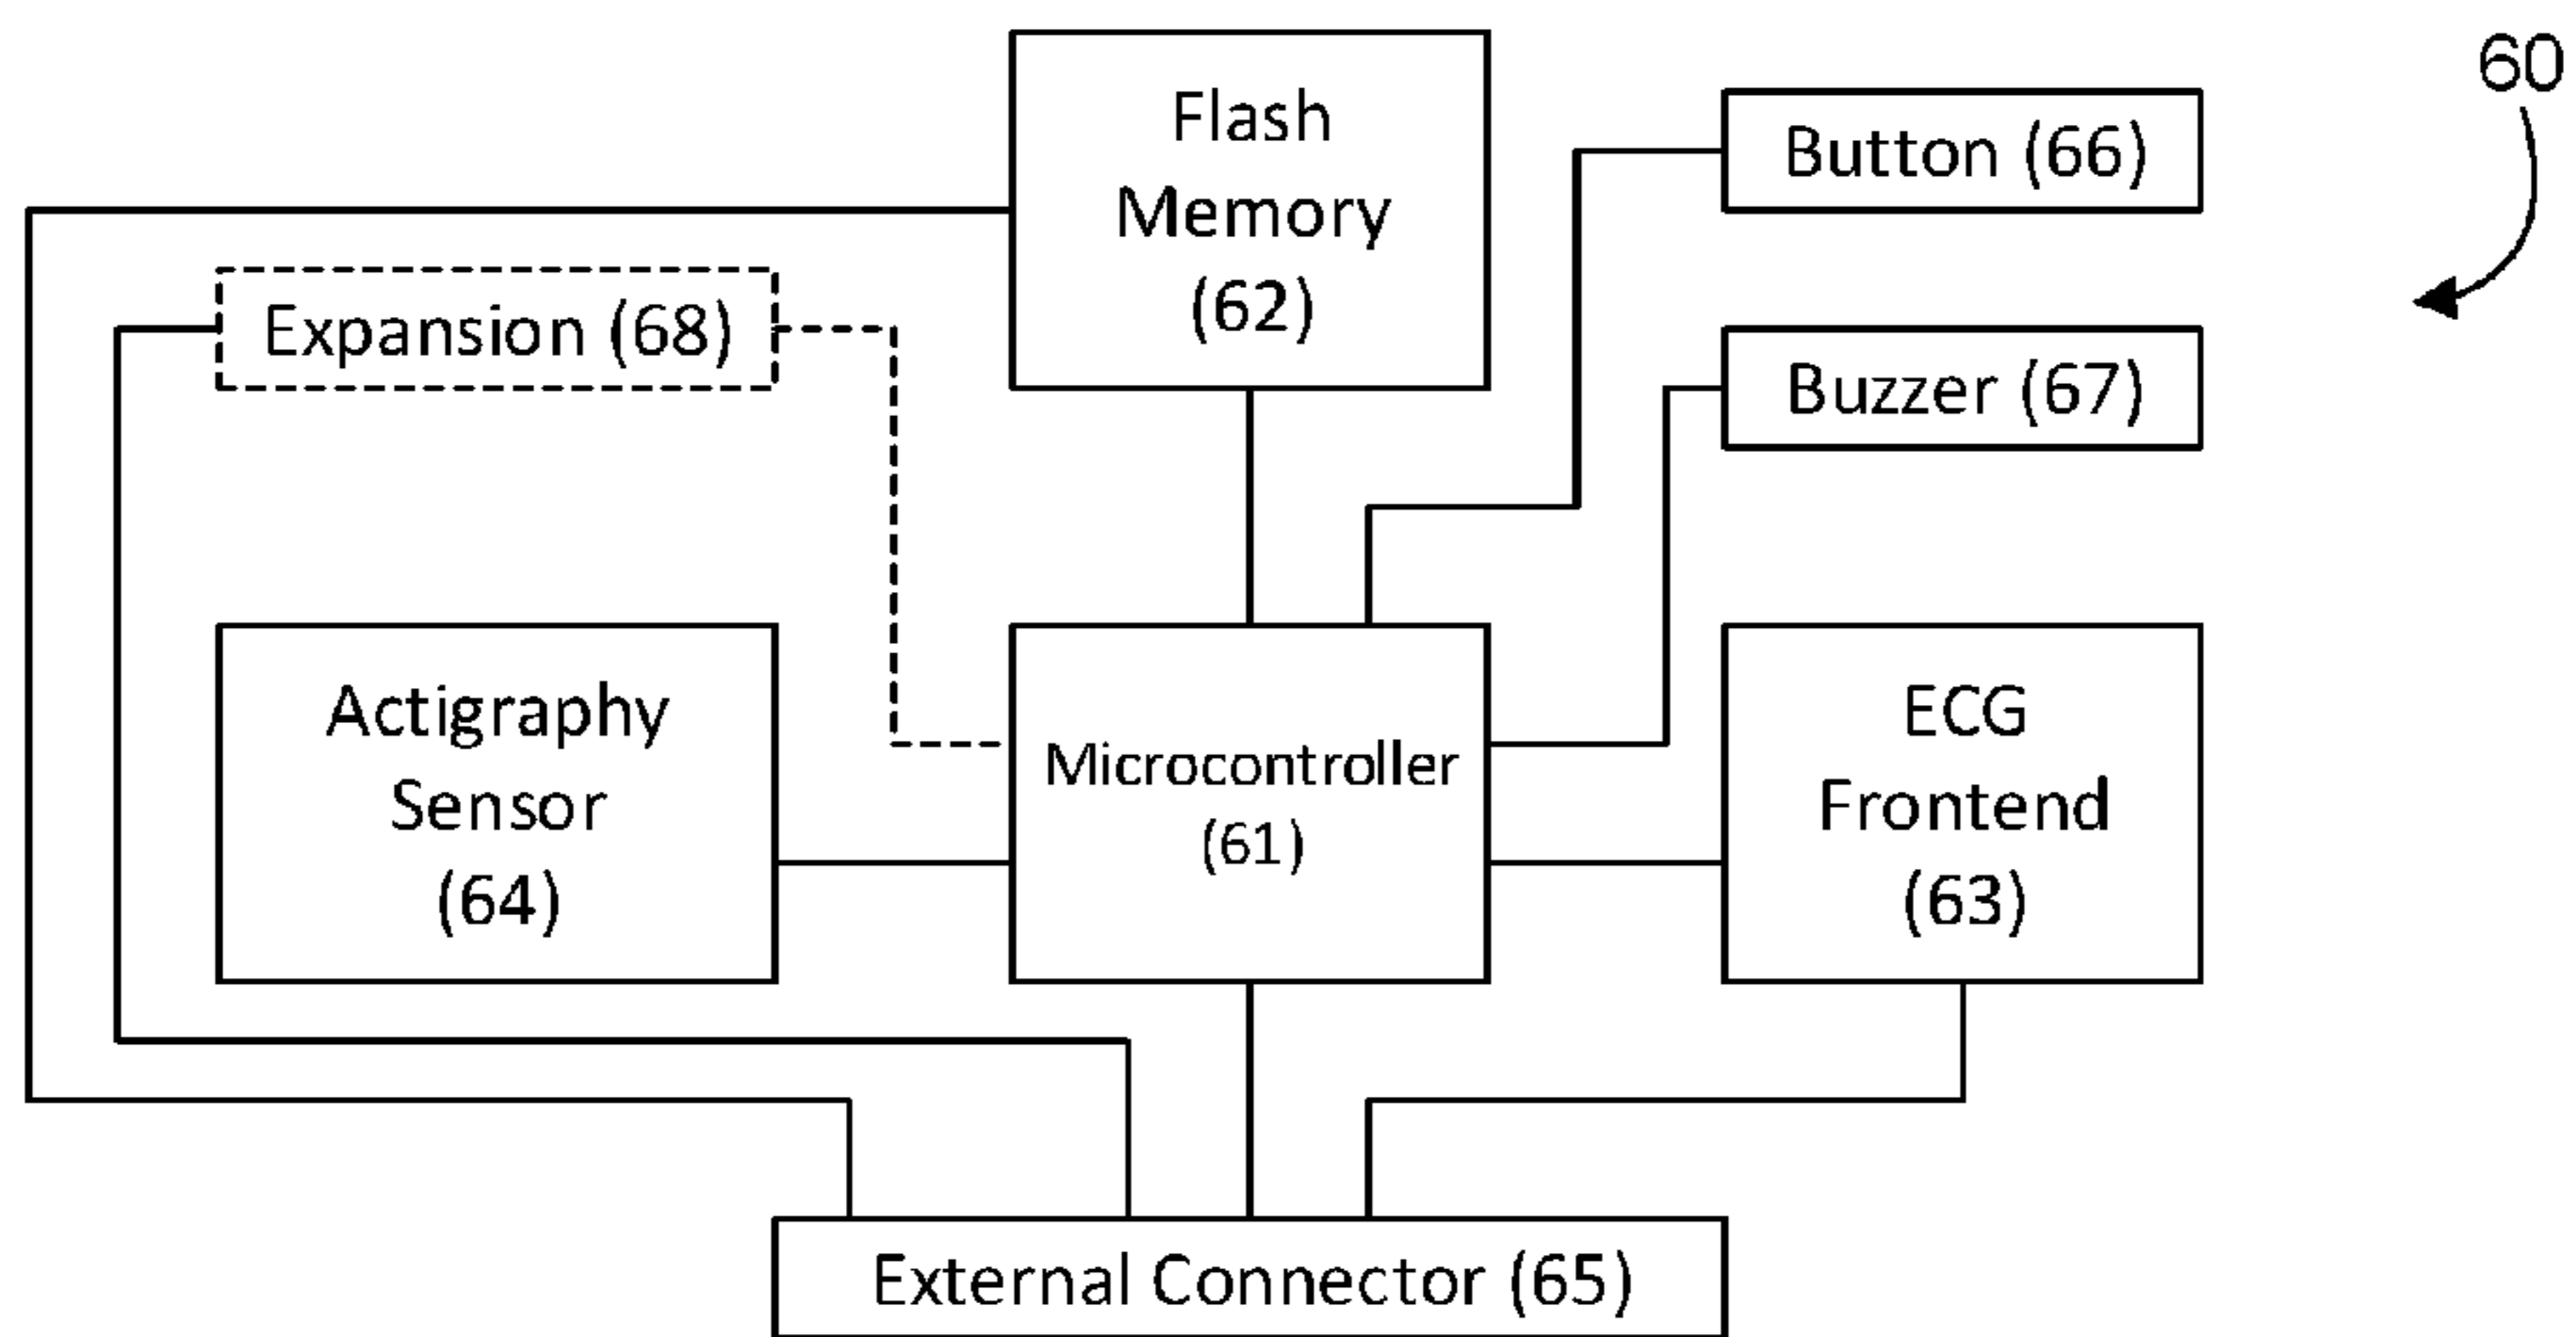 60
Flash
Memory
(62)
Button (66)
Expansion (68)
Buzzer (67)
Actigraphy
Sensor
(64)
Microcontroller
(61)
ECG
Frontend
(63)
External Connector (65)